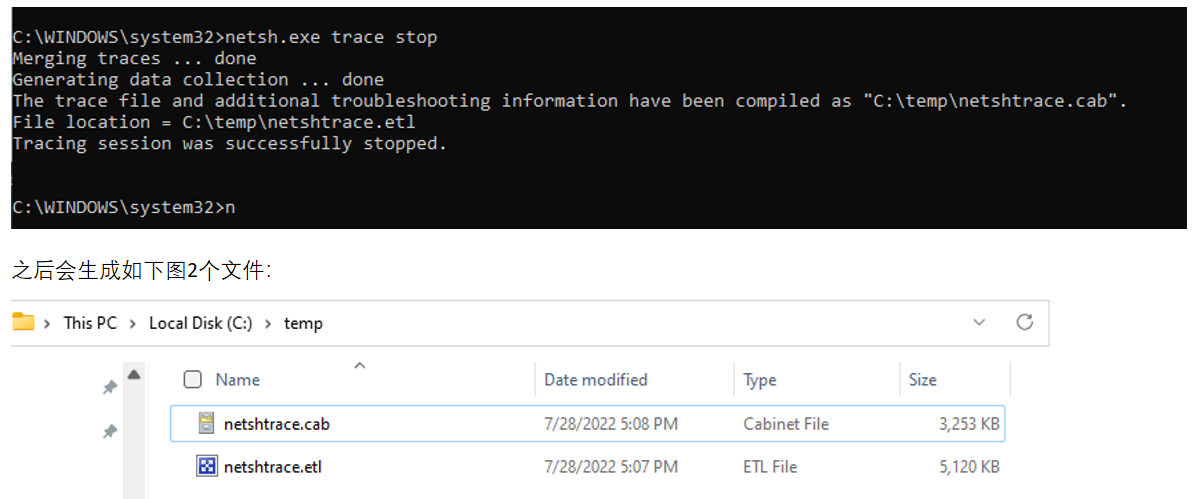 C:\WINDOWS\system32>netsh.exe trace stop
Merging traces ... done
Generating data collection ... done
The trace file and additional troubleshooting information have been compiled as "C:\temp\netshtrace.cab".
File location = C:\temp\netshtrace.etl
Tracing session was successfully stopped.
C:\WINDOWS\system32>n
之后会生成如下图2个文件：
This PC > Local Disk (C:) > temp
Name Date modified Type Size
netshtrace.cab 7/28/2022 5:08 PM Cabinet File 3,253 KB
netshtrace.etl 7/28/2022 5:07 PM ETL File 5,120 KB